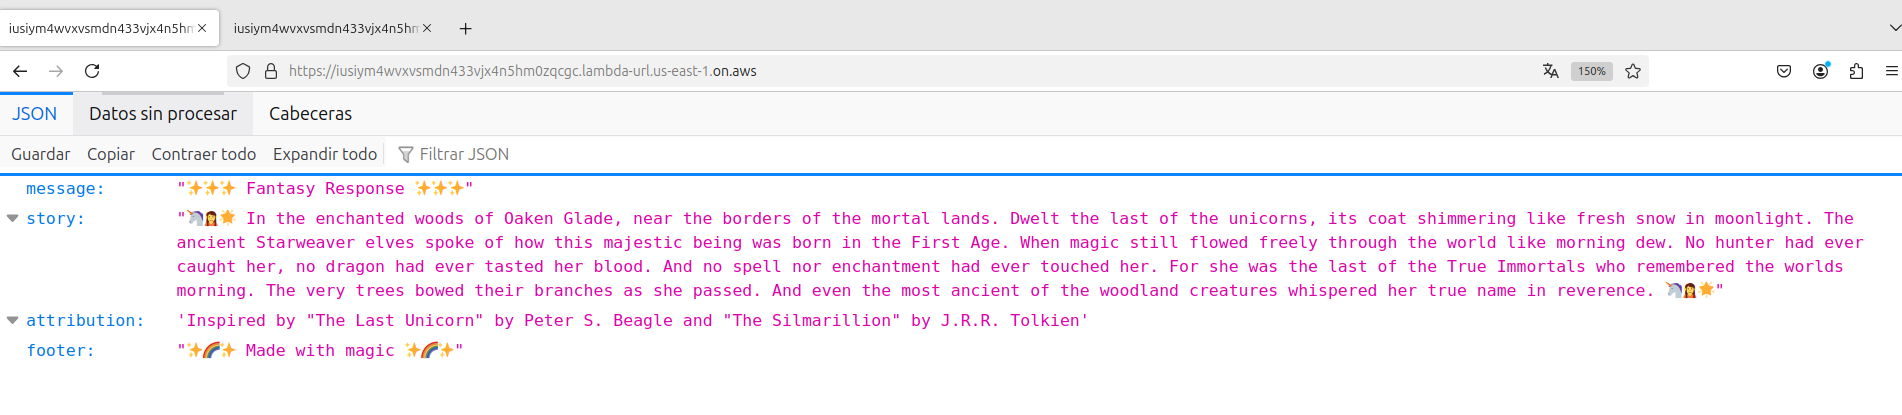 iusiym4wvxvsmdn433vjx4n5hm
iusiym4wvxvsmdn433vjx4n5hm
https://iusiym4wvxvsmdn433vjx4n5hm0zqcgc.lambda-url.us-east-1.on.aws
150%
JSON Datos sin procesar Cabeceras
Guardar Copiar Contraer todo Expandir todo Filtrar JSON
message: "✨✨✨ Fantasy Response ✨✨✨"
story: "🦄🧝‍♀️🌟 In the enchanted woods of Oaken Glade, near the borders of the mortal lands. Dwelt the last of the unicorns, its coat shimmering like fresh snow in moonlight. The
ancient Starweaver elves spoke of how this majestic being was born in the First Age. When magic still flowed freely through the world like morning dew. No hunter had ever
caught her, no dragon had ever tasted her blood. And no spell nor enchantment had ever touched her. For she was the last of the True Immortals who remembered the worlds
morning. The very trees bowed their branches as she passed. And even the most ancient of the woodland creatures whispered her true name in reverence. 🦄🧝‍♀️🌟"
attribution: 'Inspired by "The Last Unicorn" by Peter S. Beagle and "The Silmarillion" by J.R.R. Tolkien'
footer: "✨🌈✨ Made with magic ✨🌈✨"